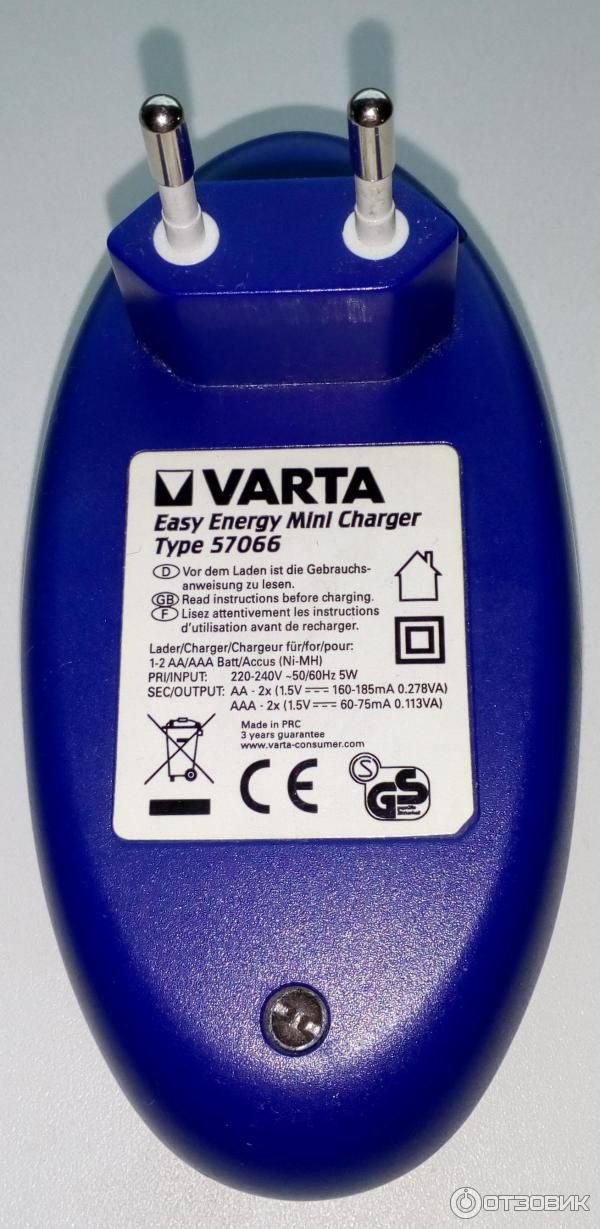 VARTA
Easy Energy Mini Charger
Type 57066
D Vor dem Laden ist die Gebrauchs-
anweisung zu lesen.
GB Read instructions before charging.
F Lisez attentivement les instructions
d'utilisation avant de recharger.
Lader/Charger/Chargeur für/for/pour:
1-2 AA/AAA Batt/Accus (Ni-MH)
PRI/INPUT: 220-240V ~50/60Hz 5W
SEC/OUTPUT: AA - 2x (1.5V ⎓ 160-185mA 0.278VA)
AAA - 2x (1.5V ⎓ 60-75mA 0.113VA)
Made in PRC
3 years guarantee
www.varta-consumer.com
CE
S
GS
geprüfte
Sicherheit
ОТЗОВИК